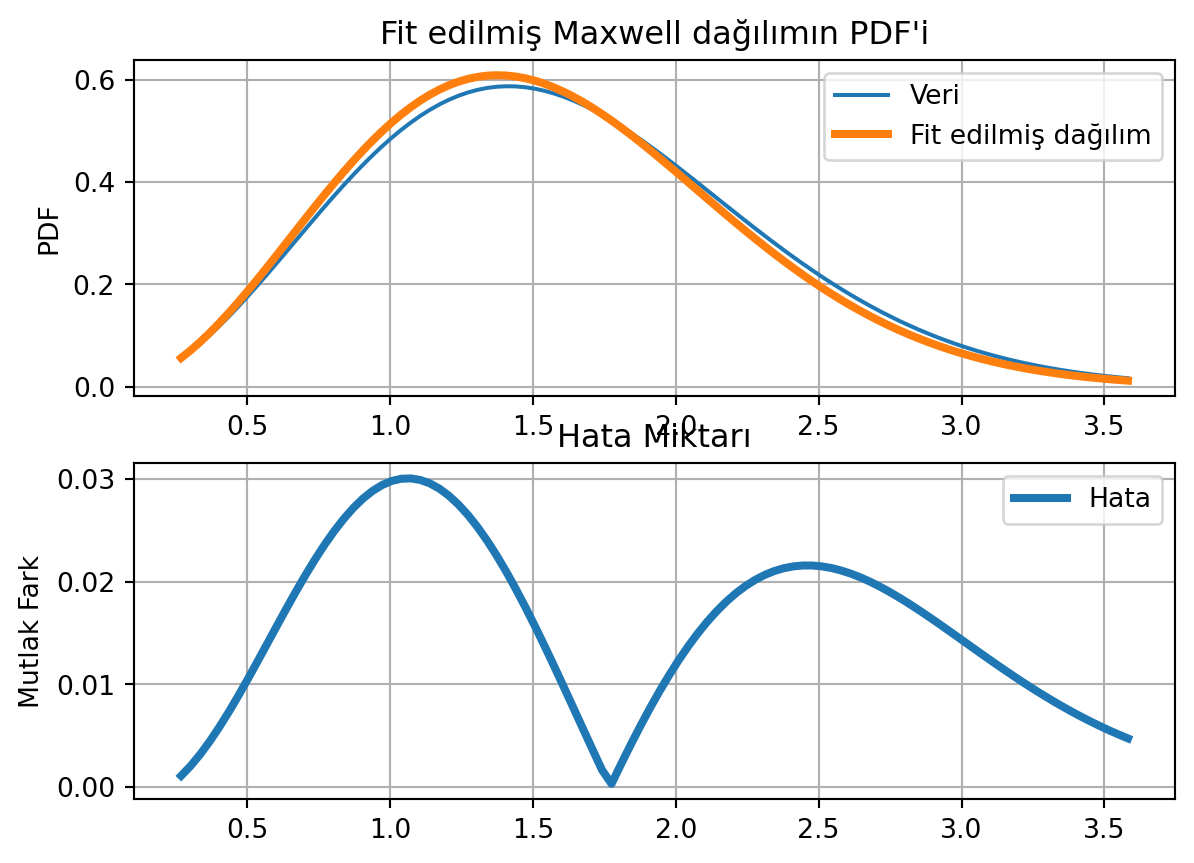 Fit edilmiş Maxwell dağılımın PDF'i
PDF
0.6
0.4
0.2
0.0
Veri
Fit edilmiş dağılım
0.5 1.0 1.5 2.0 2.5 3.0 3.5
Hata Miktarı
Mutlak Fark
0.03
0.02
0.01
0.00
Hata
0.5 1.0 1.5 2.0 2.5 3.0 3.5